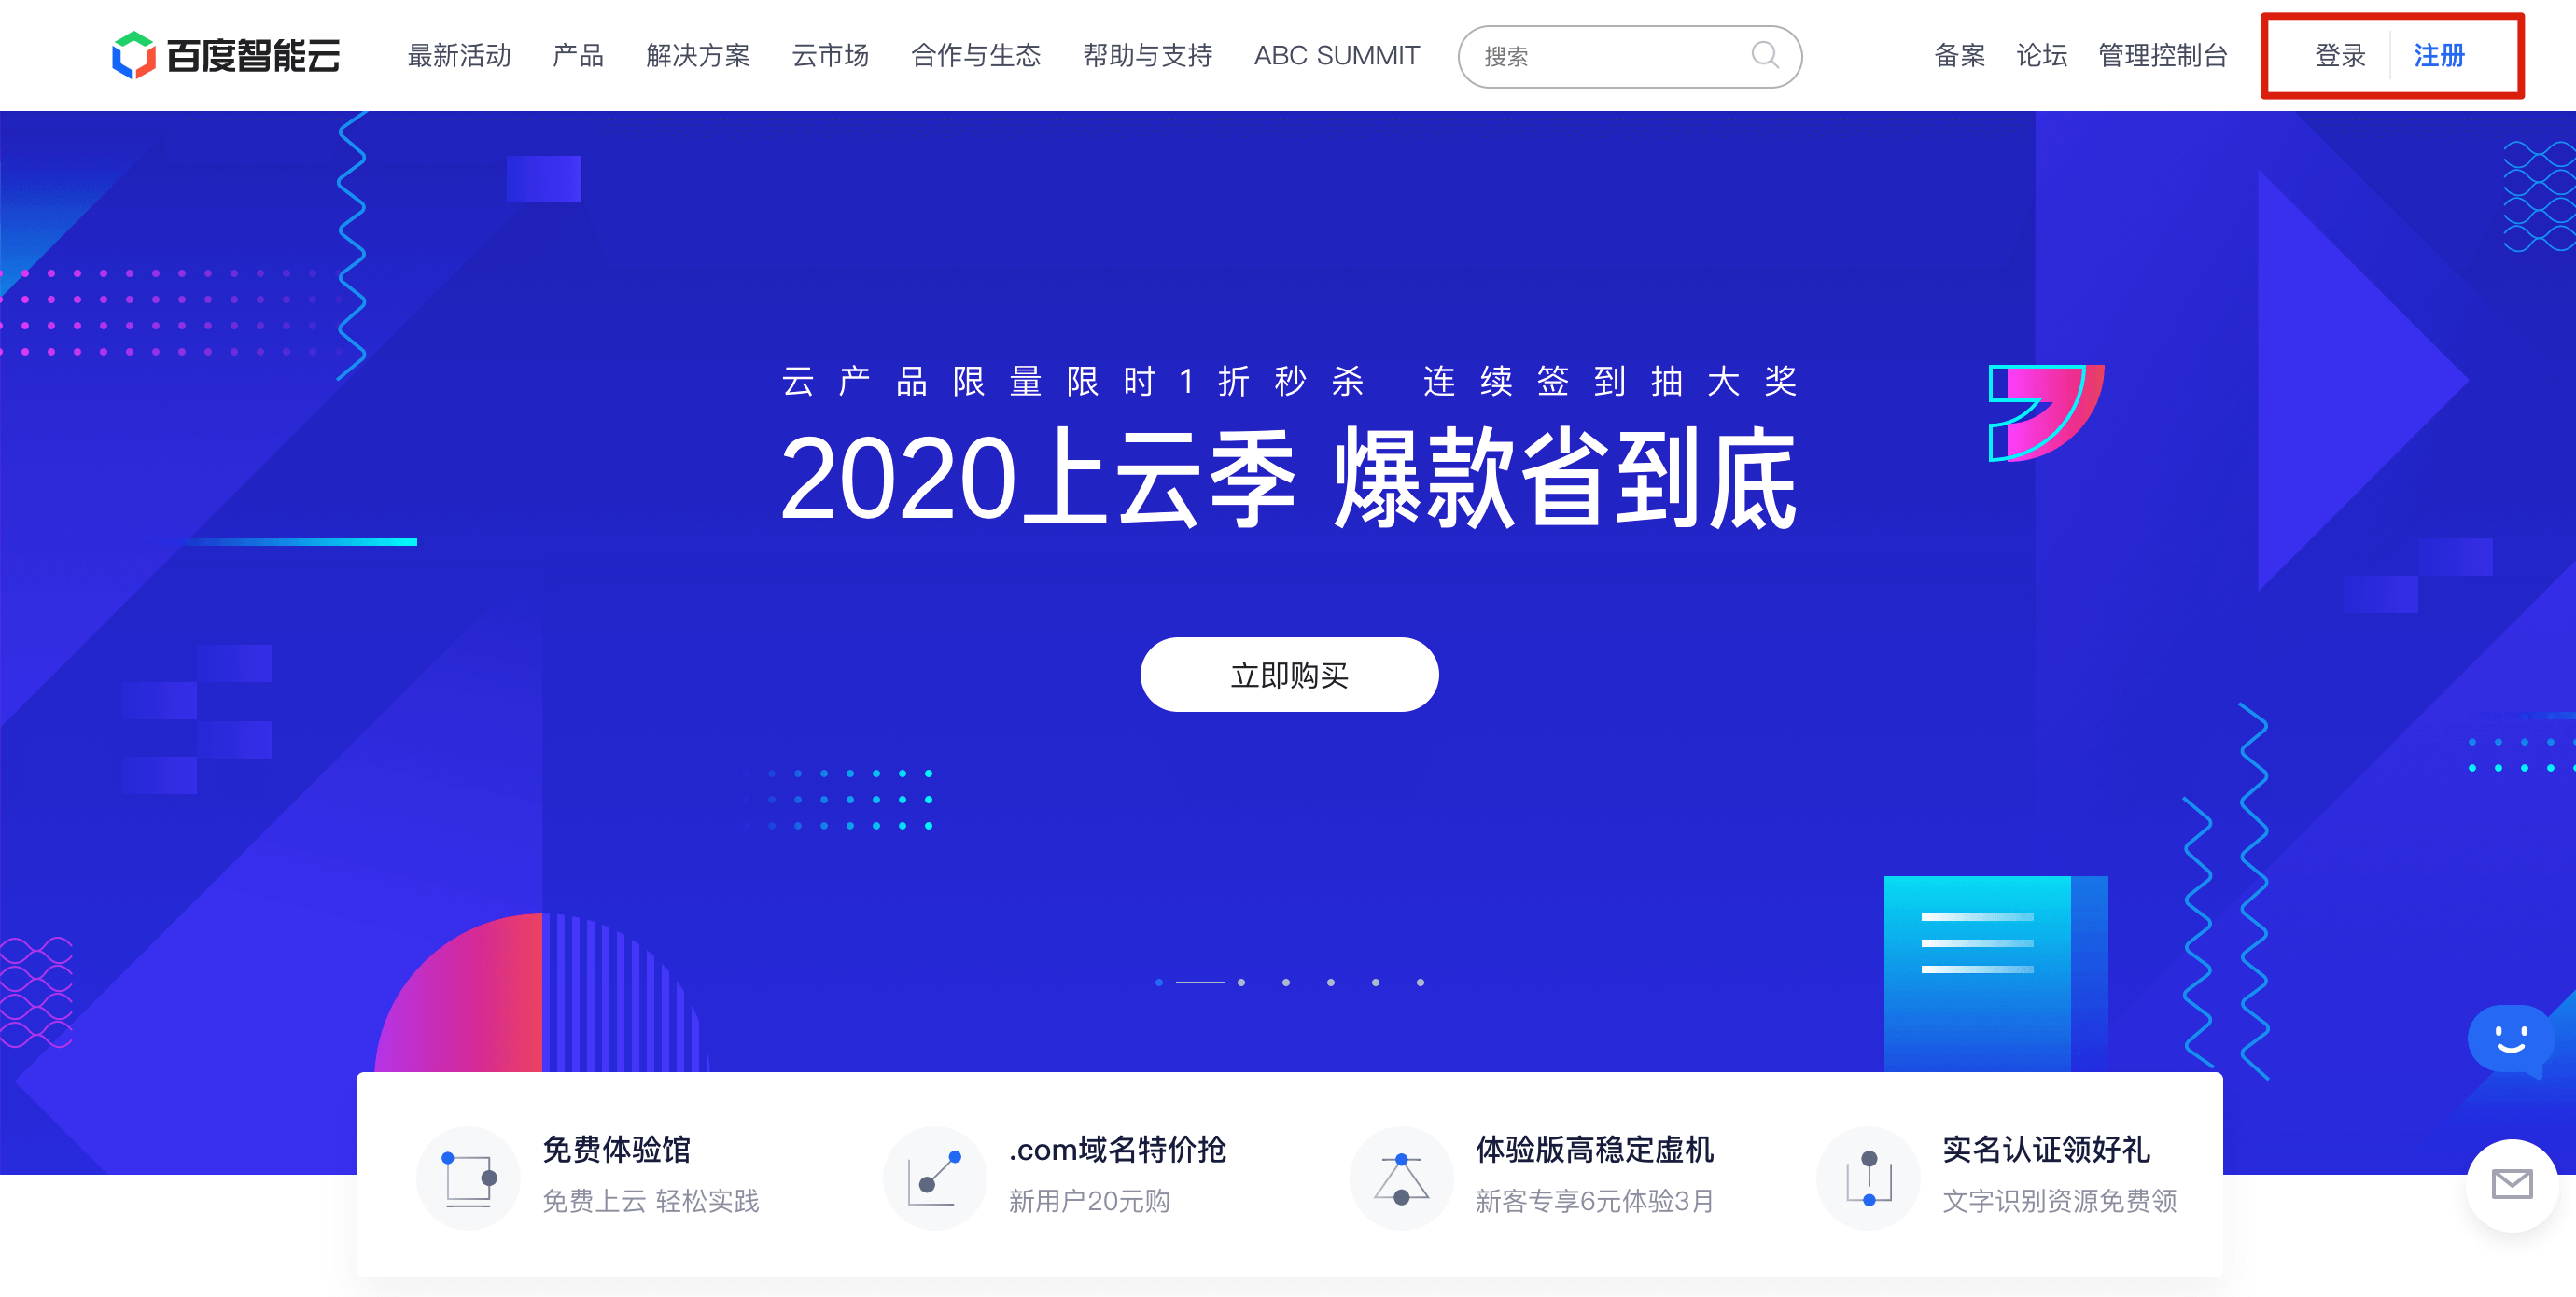 百度智能云 最新活动 产品 解决方案 云市场 合作与生态 帮助与支持 ABC SUMMIT 搜索 备案 论坛 管理控制台 登录 注册
云产品限量限时1折秒杀 连续签到抽大奖
2020上云季 爆款省到底
立即购买
免费体验馆
免费上云 轻松实践
.com域名特价抢
新用户20元购
体验版高稳定虚机
新客专享6元体验3月
实名认证领好礼
文字识别资源免费领